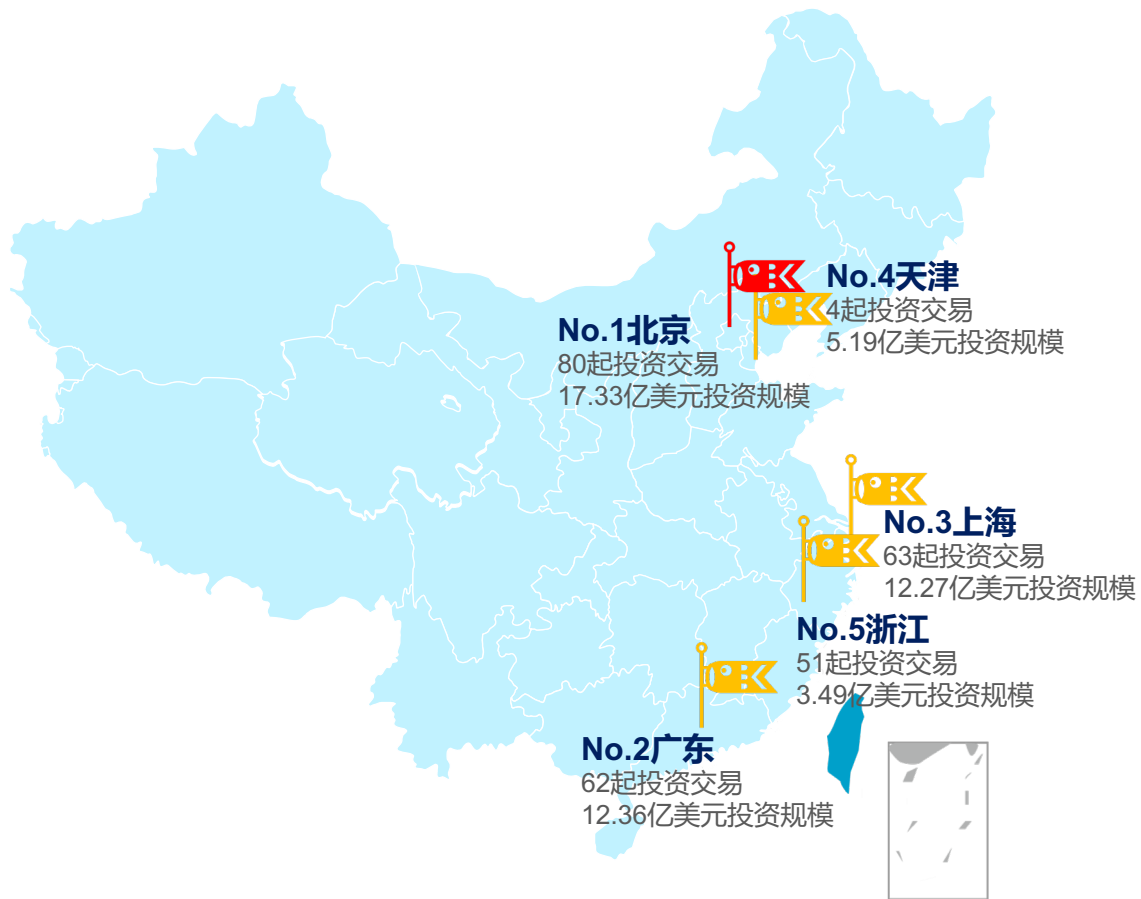 No.4天津
4起投资交易
5.19亿美元投资规模
No.1北京
80起投资交易
17.33亿美元投资规模
No.3上海
63起投资交易
12.27亿美元投资规模
No.5浙江
51起投资交易
3.49亿美元投资规模
No.2广东
62起投资交易
12.36亿美元投资规模